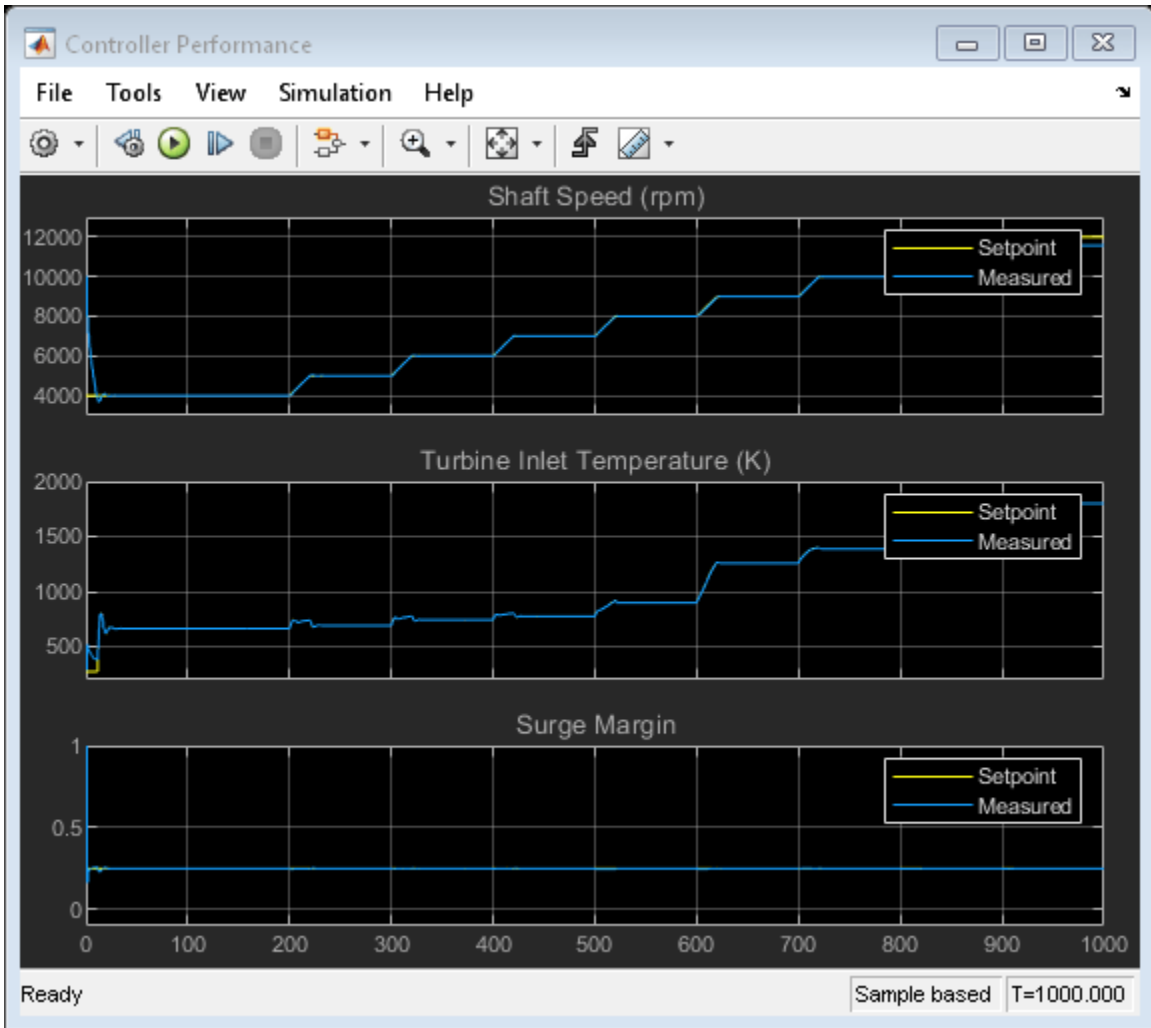 Controller Performance
File Tools View Simulation Help
Shaft Speed (rpm)
12000
10000
8000
6000
4000
Setpoint
Measured
Turbine Inlet Temperature (K)
2000
1500
1000
500
Setpoint
Measured
Surge Margin
1
0.5
0
Setpoint
Measured
0 100 200 300 400 500 600 700 800 900 1000
Ready Sample based T=1000.000